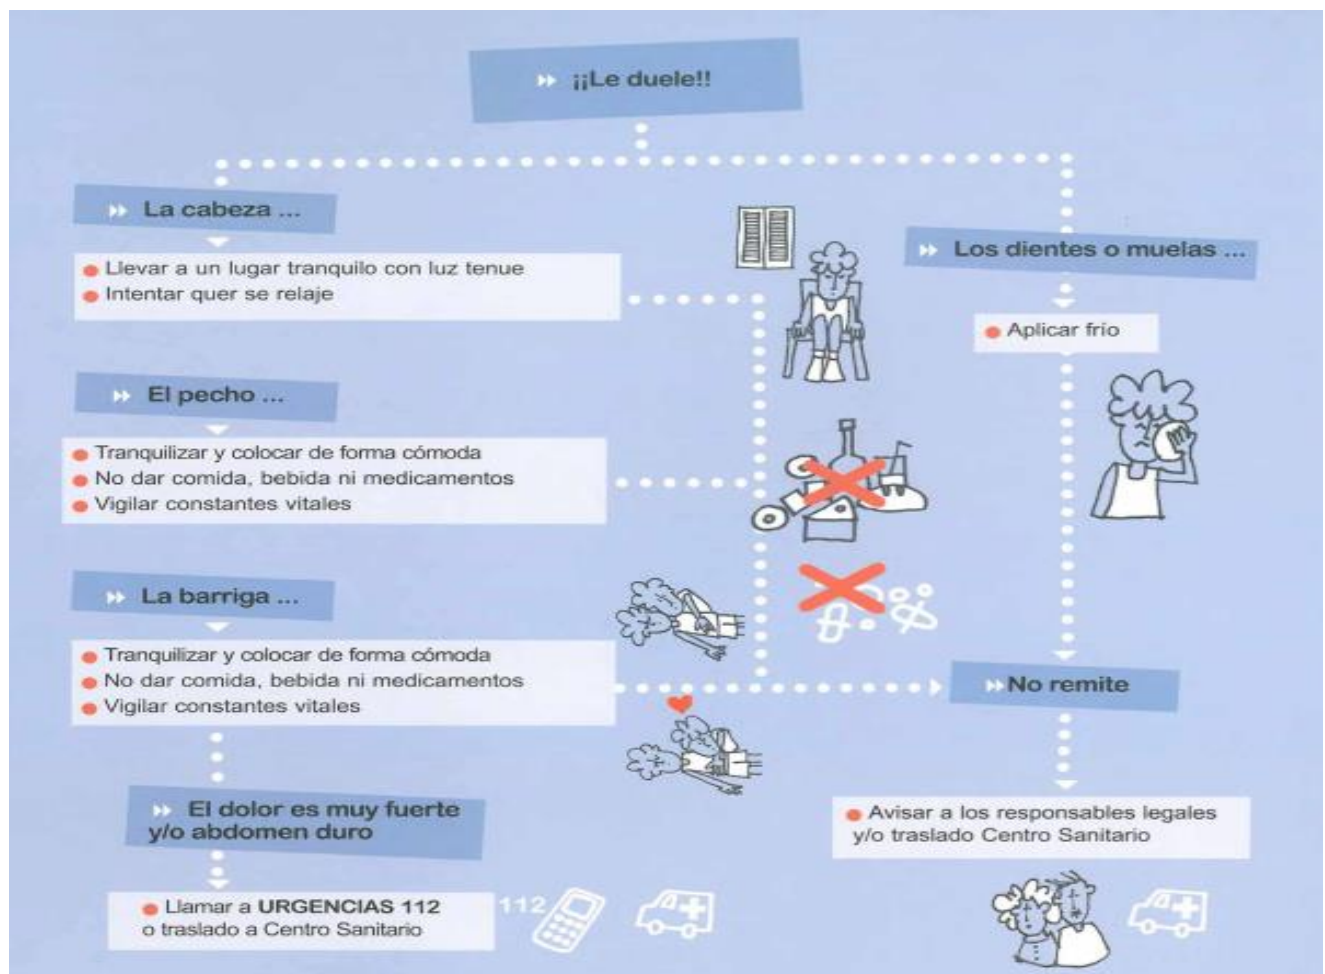 ¡¡Le duele!!
La cabeza ...
Llevar a un lugar tranquilo con luz tenue
Intentar quer se relaje
Los dientes o muelas ...
Aplicar frio
El pecho ...
Tranquilizar y colocar de forma cómoda
No dar comida, bebida ni medicamentos
Vigilar constantes vitales
La barriga ...
Tranquilizar y colocar de forma cómoda
No dar comida, bebida ni medicamentos
Vigilar constantes vitales
No remite
El dolor es muy fuerte
y/o abdomen duro
Avisar a los responsables legales
y/o traslado Centro Sanitario
Llamar a URGENCIAS 112
o traslado a Centro Sanitario
112